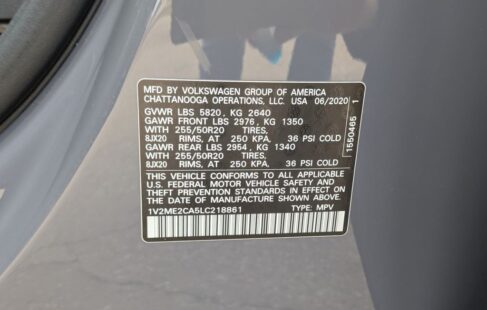 MFD BY VOLKSWAGEN GROUP OF AMERICA
CHATTANOOGA OPERATIONS, LLC. USA 06/2020
GVWR LBS 5820, KG 2640
GAWR FRONT LBS 2976, KG 1350
WITH 255/50R20 TIRES,
8JX20 RIMS, AT 250 KPA, 36 PSI COLD
GAWR REAR LBS 2954, KG 1340
WITH 255/50R20 TIRES,
8JX20 RIMS, AT 250 KPA, 36 PSI COLD
THIS VEHICLE CONFORMS TO ALL APPLICABLE
U.S. FEDERAL MOTOR VEHICLE SAFETY AND
THEFT PREVENTION STANDARDS IN EFFECT ON
THE DATE OF MANUFACTURE SHOWN ABOVE.
1V2ME2CA5LC218861 TYPE: MPV
1550465 1